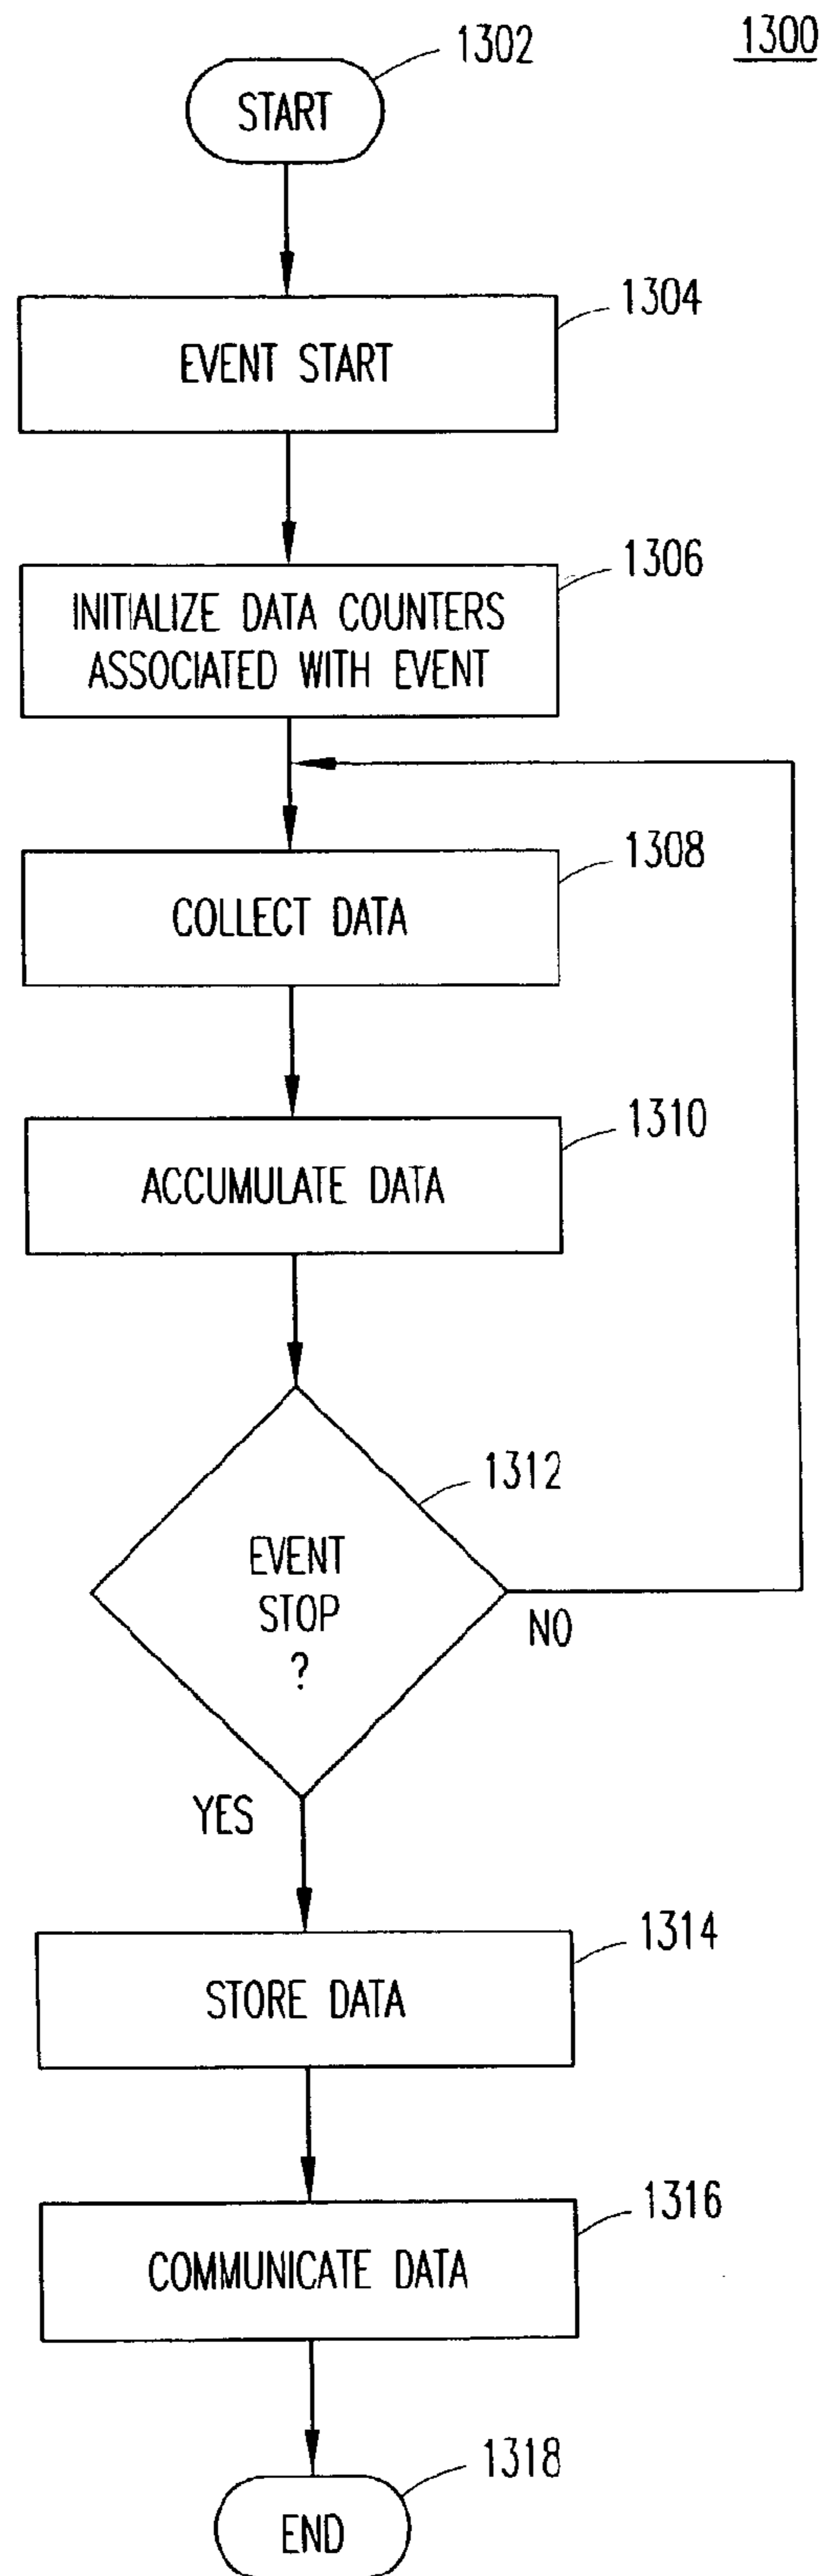 1300
1302
START
1304
EVENT START
1306
INITIALIZE DATA COUNTERS
ASSOCIATED WITH EVENT
1308
COLLECT DATA
1310
ACCUMULATE DATA
1312
EVENT
STOP
?
NO
YES
1314
STORE DATA
1316
COMMUNICATE DATA
1318
END